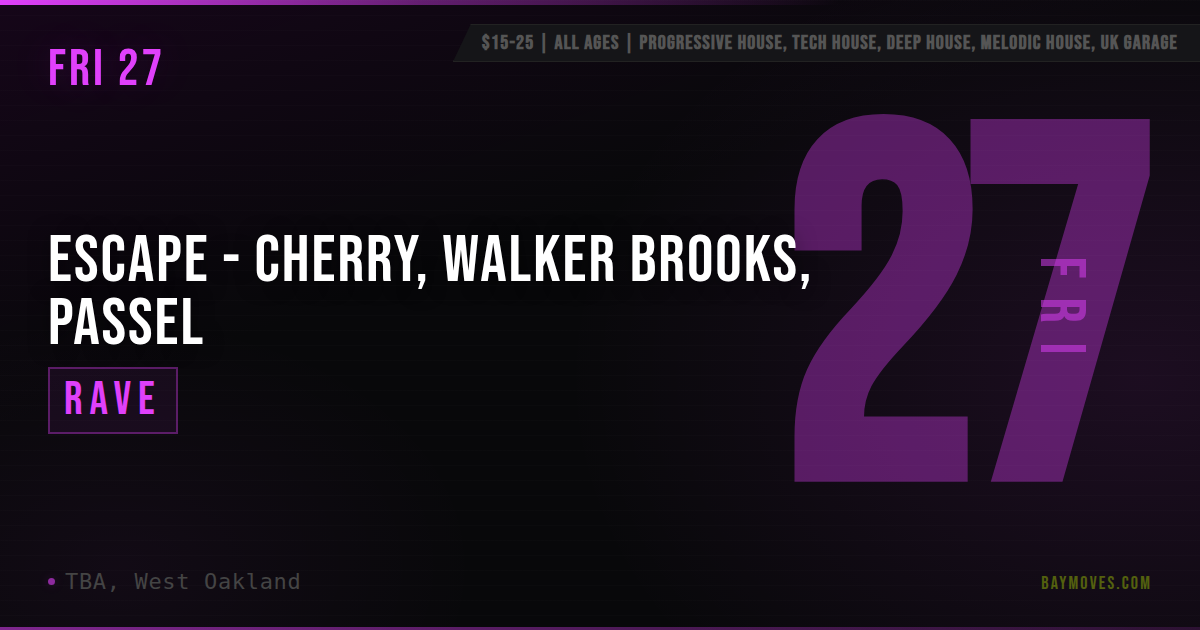 FRI 27
$15-25 | ALL AGES | PROGRESSIVE HOUSE, TECH HOUSE, DEEP HOUSE, MELODIC HOUSE, UK GARAGE
27
FRI
ESCAPE - CHERRY, WALKER BROOKS,
PASSEL
RAVE
TBA, West Oakland
BAYMOVES.COM